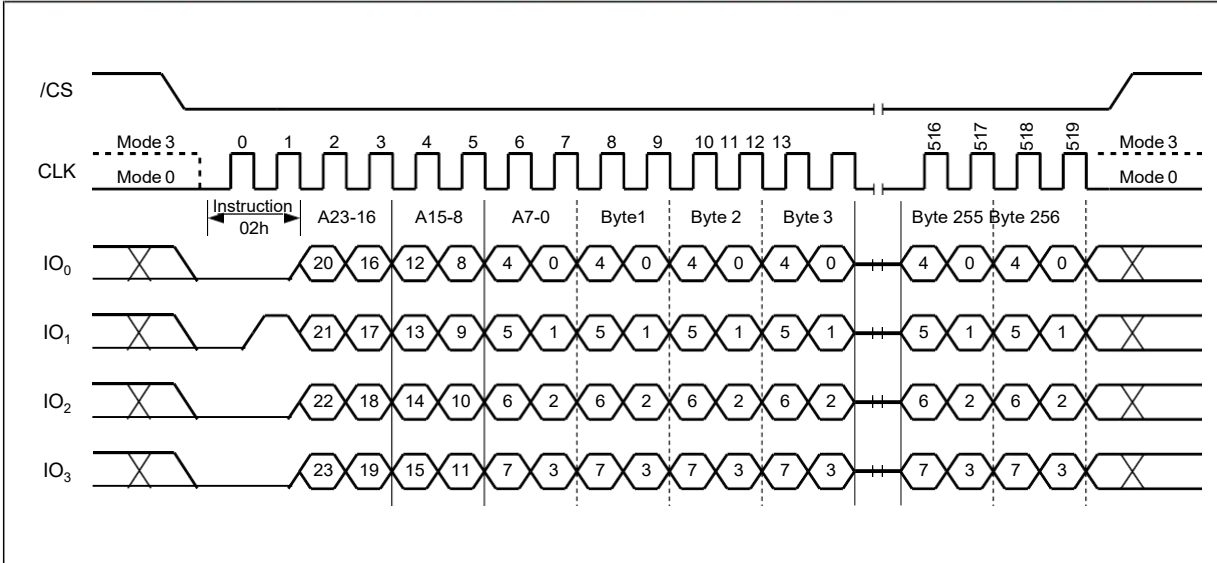 /CS
Mode 3 0 1 2 3 4 5 6 7 8 9 10 11 12 13 516 517 518 519 Mode 3
CLK
Mode 0 Mode 0
Instruction
02h
A23-16 A15-8 A7-0 Byte1 Byte 2 Byte 3 Byte 255 Byte 256
IO0 20 16 12 8 4 0 4 0 4 0 4 0 4 0 4 0
IO1 21 17 13 9 5 1 5 1 5 1 5 1 5 1 5 1
IO2 22 18 14 10 6 2 6 2 6 2 6 2 6 2 6 2
IO3 23 19 15 11 7 3 7 3 7 3 7 3 7 3 7 3